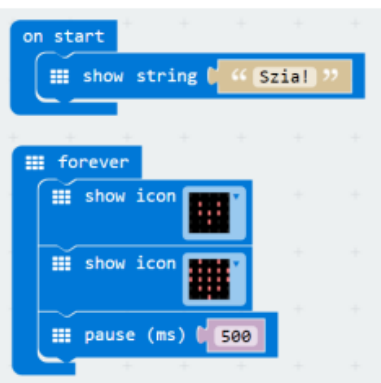 on start
show string “ Szia! ”
forever
show icon
show icon
pause (ms) 500